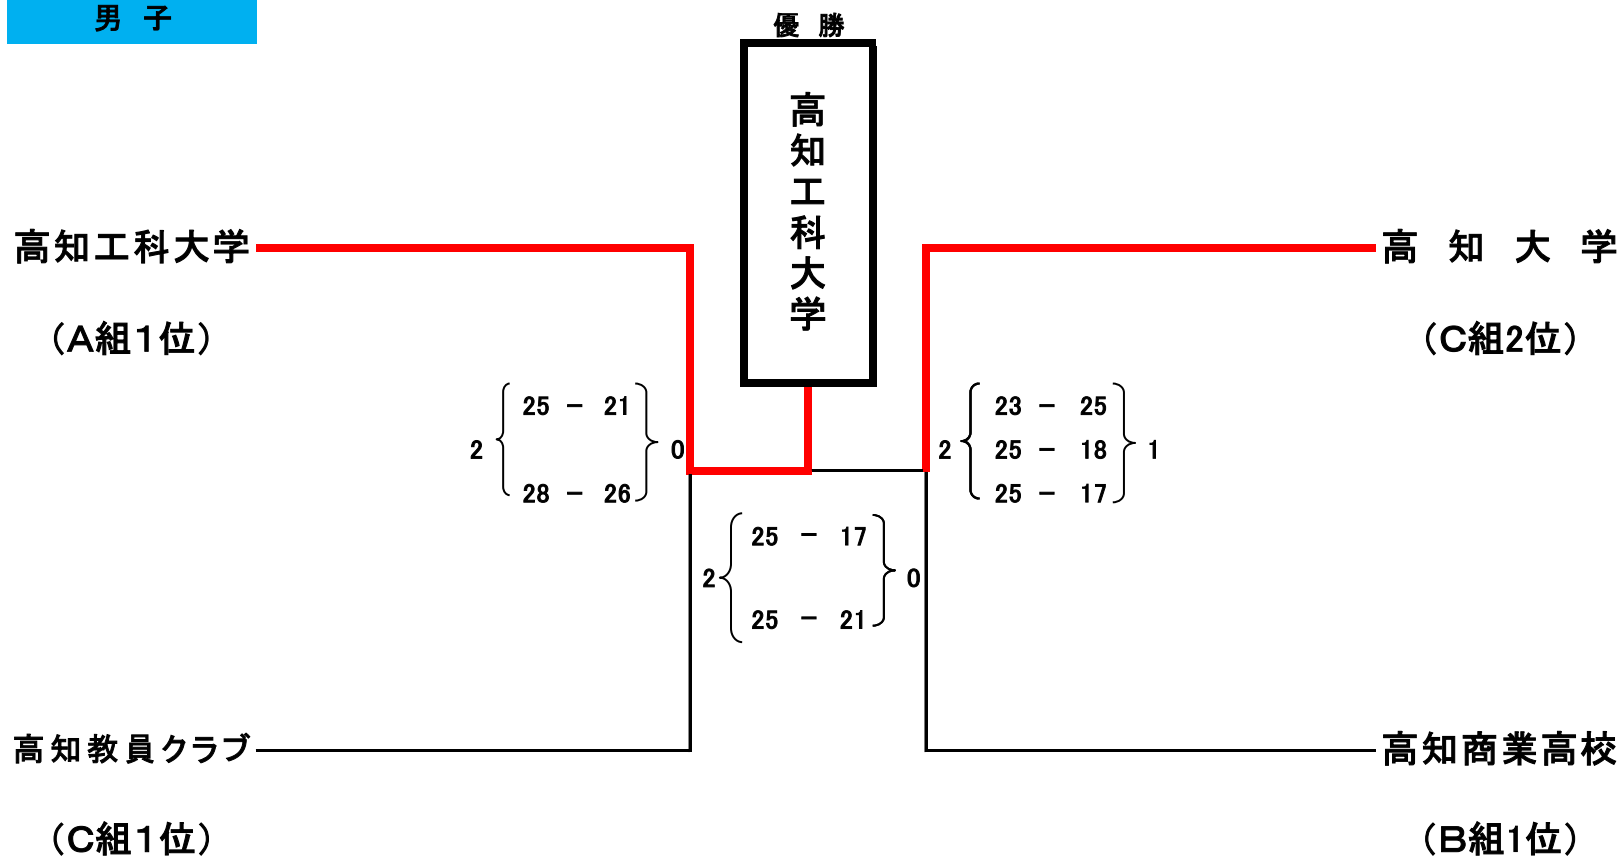 男 子
優 勝
高知工科大学
高知工科大学
高 知 大 学
（A組１位）
（C組2位）
25 － 21
2 0
28 － 26
23 － 25
2 25 － 18 1
25 － 17
25 － 17
2 0
25 － 21
高知教員クラブ
高知商業高校
（C組１位）
（B組1位）